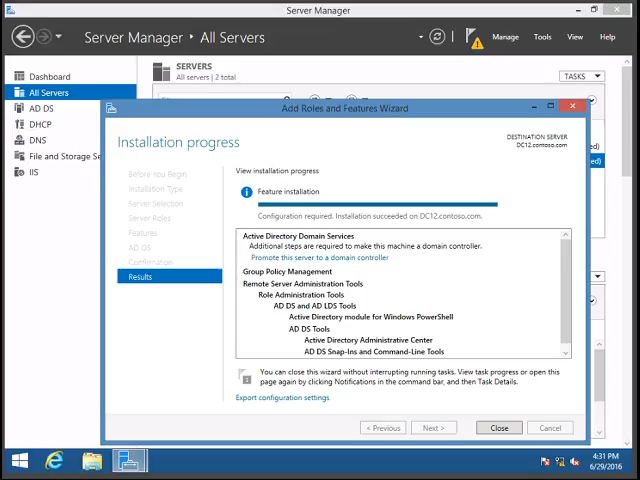 Server Manager
Server Manager • All Servers
Manage Tools View Help
Dashboard
All Servers
AD DS
DHCP
DNS
File and Storage Se
IIS
SERVERS
All servers | 2 total
TASKS
Add Roles and Features Wizard
Installation progress
DESTINATION SERVER
DC12.contoso.com
Before You Begin
Installation Type
Server Selection
Server Roles
Features
AD DS
Confirmation
Results
View installation progress
Feature installation
Configuration required. Installation succeeded on DC12.contoso.com.
Active Directory Domain Services
Additional steps are required to make this machine a domain controller.
Promote this server to a domain controller
Group Policy Management
Remote Server Administration Tools
Role Administration Tools
AD DS and AD LDS Tools
Active Directory module for Windows PowerShell
AD DS Tools
Active Directory Administrative Center
AD DS Snap-Ins and Command-Line Tools
You can close this wizard without interrupting running tasks. View task progress or open this
page again by clicking Notifications in the command bar, and then Task Details.
Export configuration settings
< Previous
Next >
Close
Cancel
4:31 PM
6/29/2016